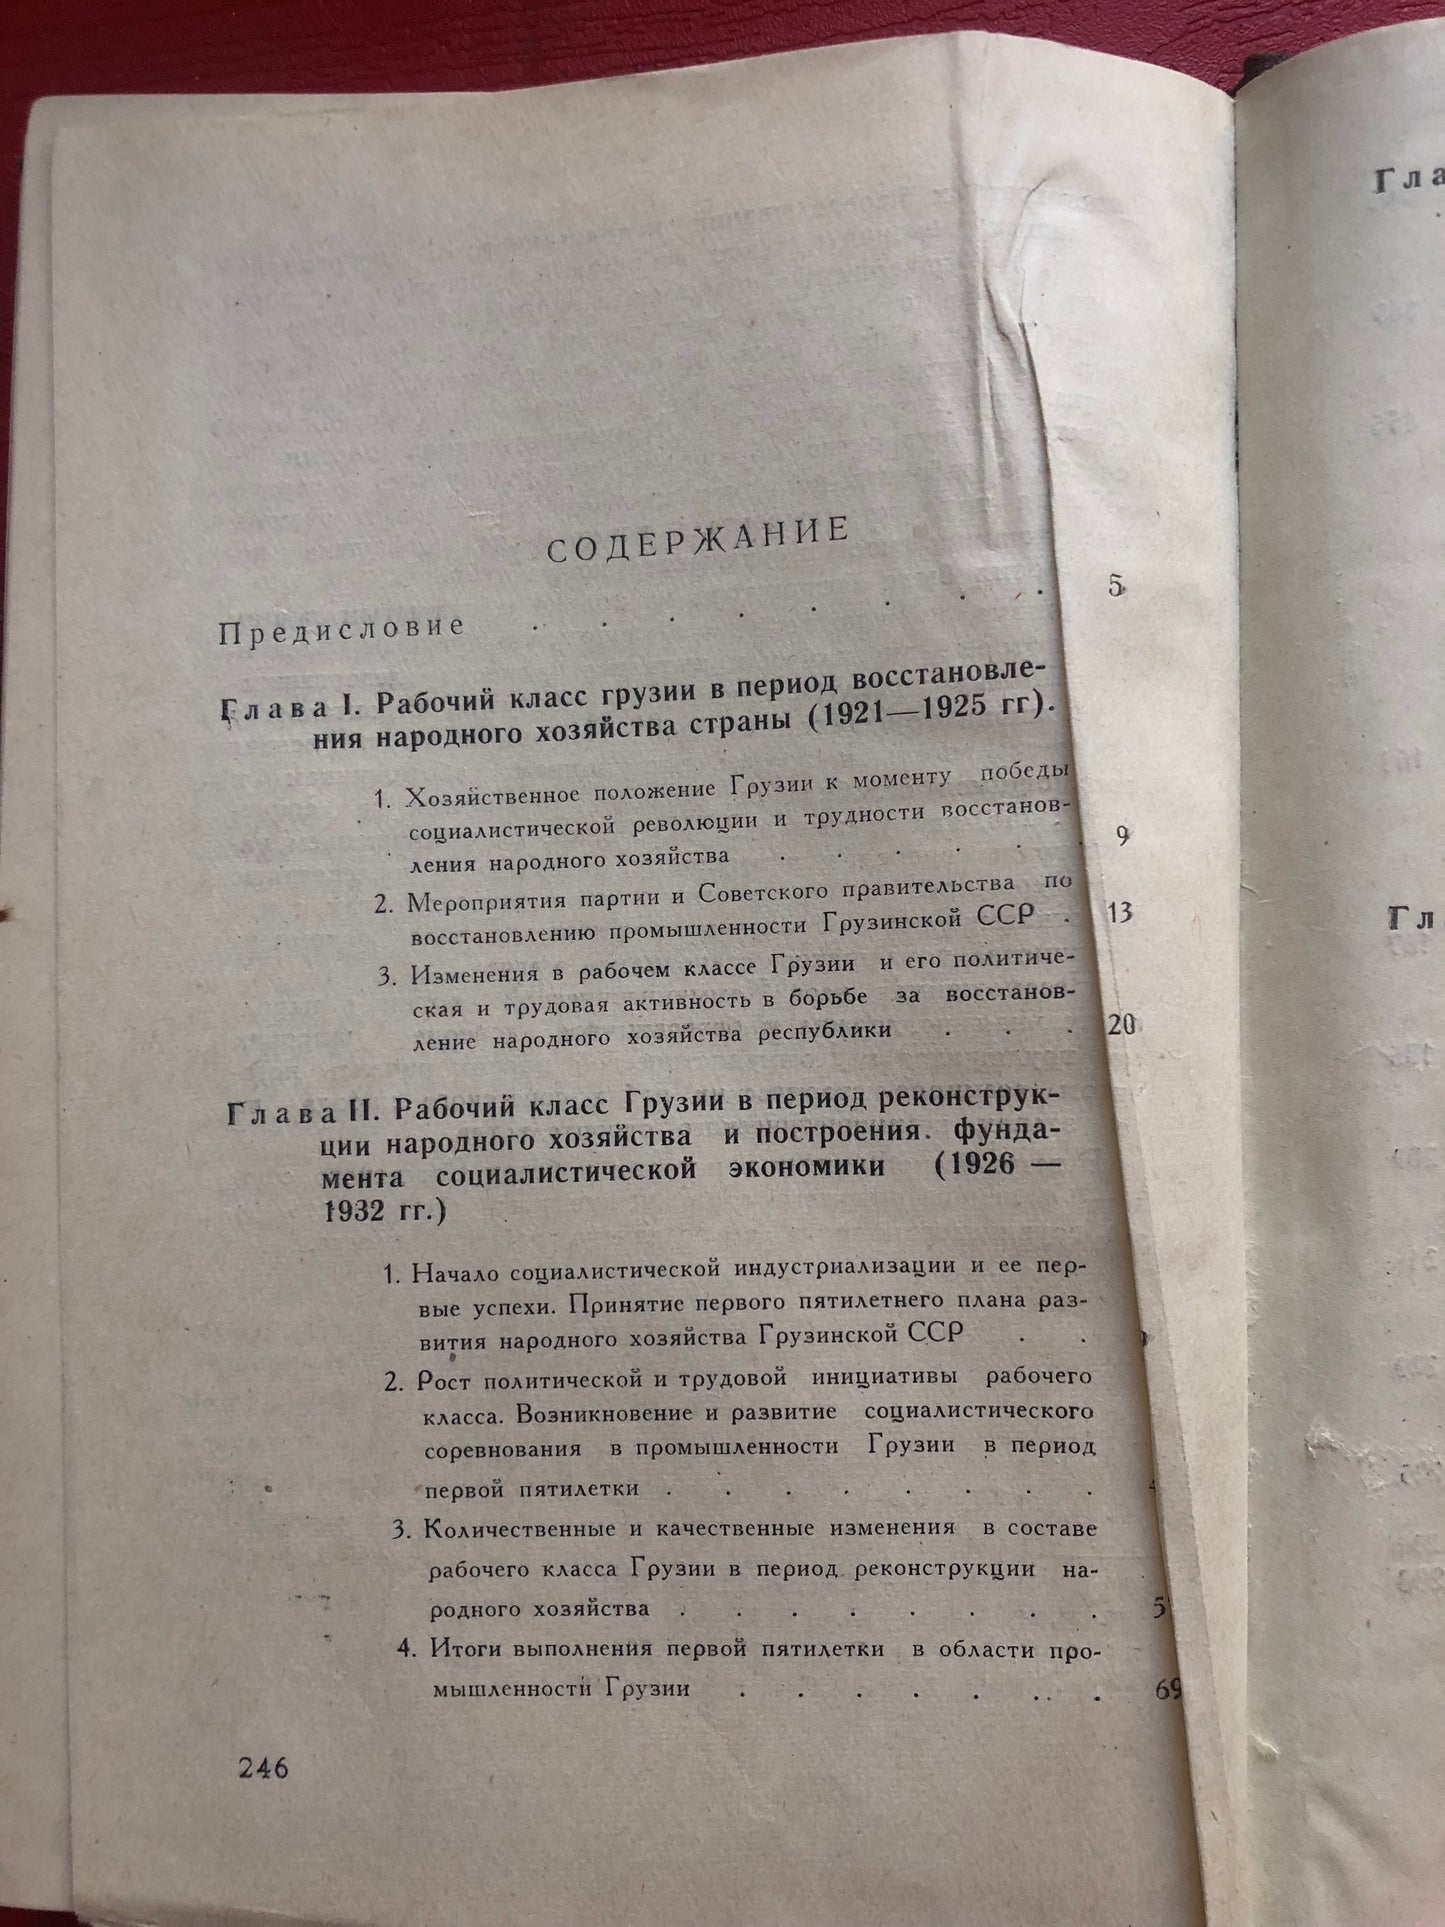 СОДЕРЖАНИЕ
Предисловие . . . . . . . . 5
Глава I. Рабочий класс грузии в период восстановле-
ния народного хозяйства страны (1921—1925 гг).
1. Хозяйственное положение Грузии к моменту победы
социалистической революции и трудности восстанов-
ления народного хозяйства . . . . . . 9
2. Мероприятия партии и Советского правительства по
восстановлению промышленности Грузинской ССР . 13
3. Изменения в рабочем классе Грузии и его политиче-
ская и трудовая активность в борьбе за восстанов-
ление народного хозяйства республики . . . 20
Глава II. Рабочий класс Грузии в период реконструк-
ции народного хозяйства и построения. фунда-
мента социалистической экономики (1926 —
1932 гг.)
1. Начало социалистической индустриализации и ее пер-
вые успехи. Принятие первого пятилетнего плана раз-
вития народного хозяйства Грузинской ССР . .
2. Рост политической и трудовой инициативы рабочего
класса. Возникновение и развитие социалистического
соревнования в промышленности Грузии в период
первой пятилетки . . . . . . . .
3. Количественные и качественные изменения в составе
рабочего класса Грузии в период реконструкции на-
родного хозяйства . . . . . . . . 5
4. Итоги выполнения первой пятилетки в области про-
мышленности Грузии . . . . . . . . 69
246
Гла
Гл